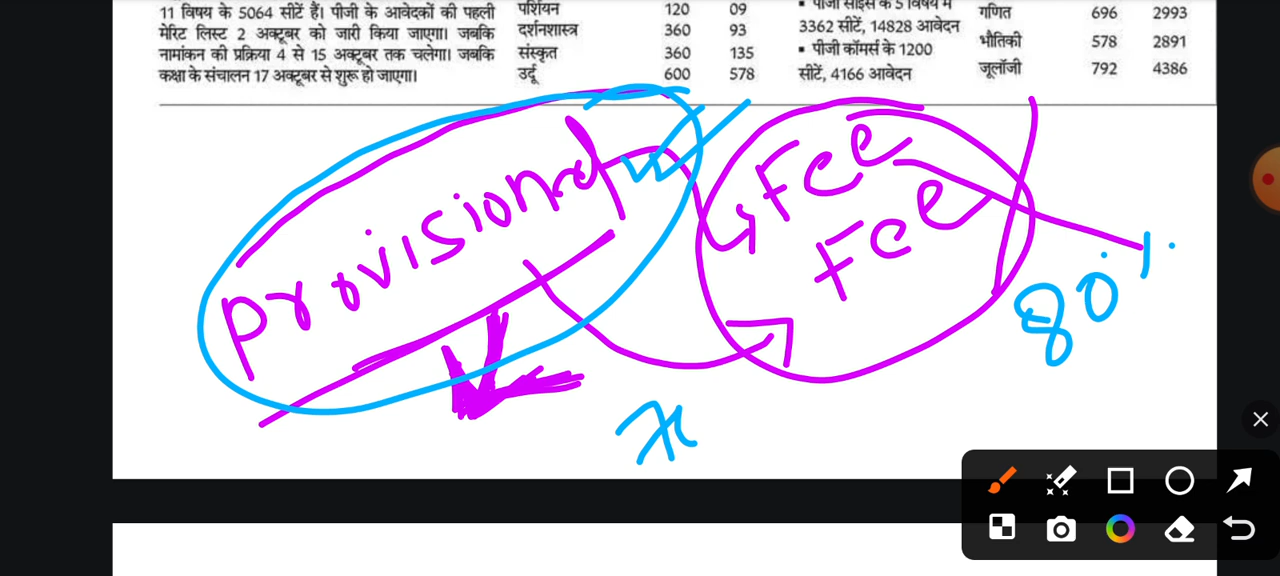 11 विषय के 5064 सीटें हैं। पीजी के आवेदकों की पहली
मेरिट लिस्ट 2 अक्टूबर को जारी किया जाएगा। जबकि
नामांकन की प्रक्रिया 4 से 15 अक्टूबर तक चलेगा। जबकि
कक्षा के संचालन 17 अक्टूबर से शुरू हो जाएगा।
पर्शियन 120 09
दर्शनशास्त्र 360 93
संस्कृत 360 135
उर्दू 600 578
▪ पीजी साइंस के 5 विषय में
3362 सीटें, 14828 आवेदन
▪ पीजी कॉमर्स के 1200
सीटें, 4166 आवेदन
गणित 696 2993
भौतिकी 578 2891
जूलॉजी 792 4386
Provisional
Fee
Fee
80%